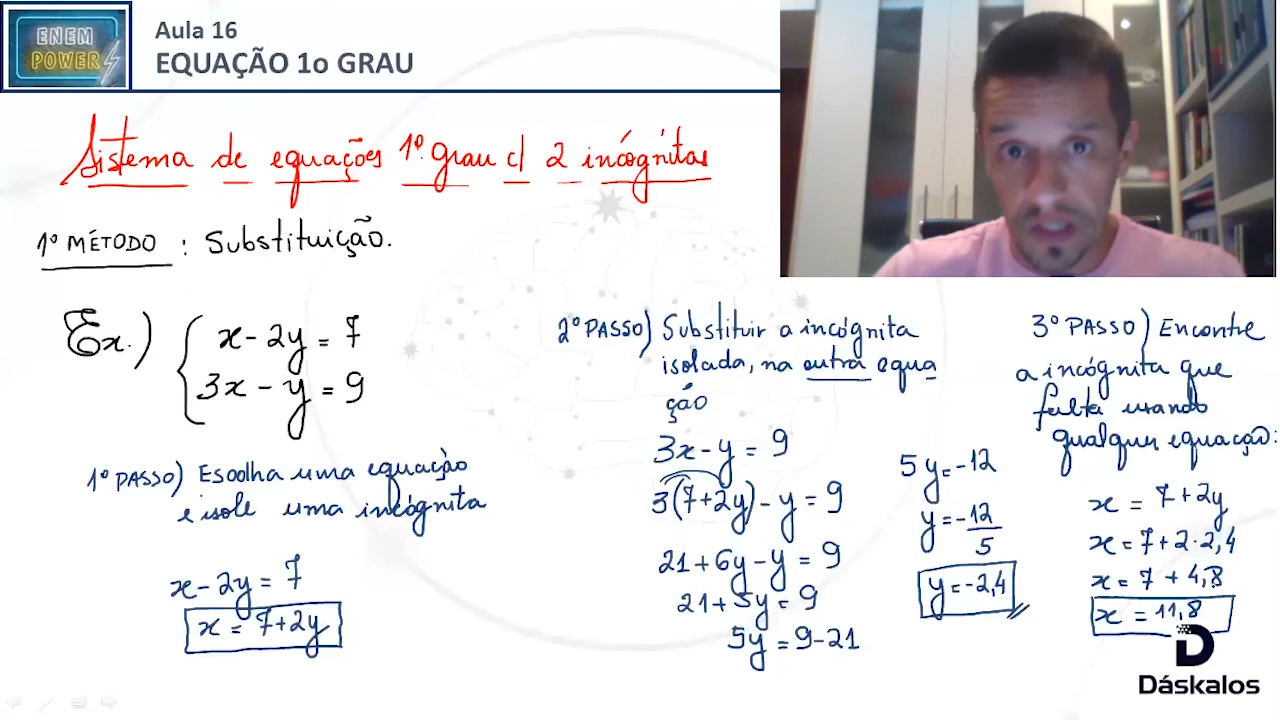 ENEM
POWER
Aula 16
EQUAÇÃO 1o GRAU
Sistema de equações 1º. Grau c/ 2 incógnitas
1º MÉTODO : Substituição.
Ex.) { x - 2y = 7
3x - y = 9
1º PASSO) Escolha uma equação
e isole uma incógnita
x - 2y = 7
x = 7+2y
2º PASSO) Substituir a incógnita
isolada, na outra equa
ção
3x - y = 9
3(7+2y) - y = 9
21+6y-y = 9
21+5y = 9
5y = 9-21
5y = -12
y = -12/5
y = -2,4
3º PASSO) Encontre
a incógnita que
falta usando
qualquer equação:
x = 7+2y
x = 7+2·2,4
x = 7 + 4,8
x = 11,8
Dáskalos